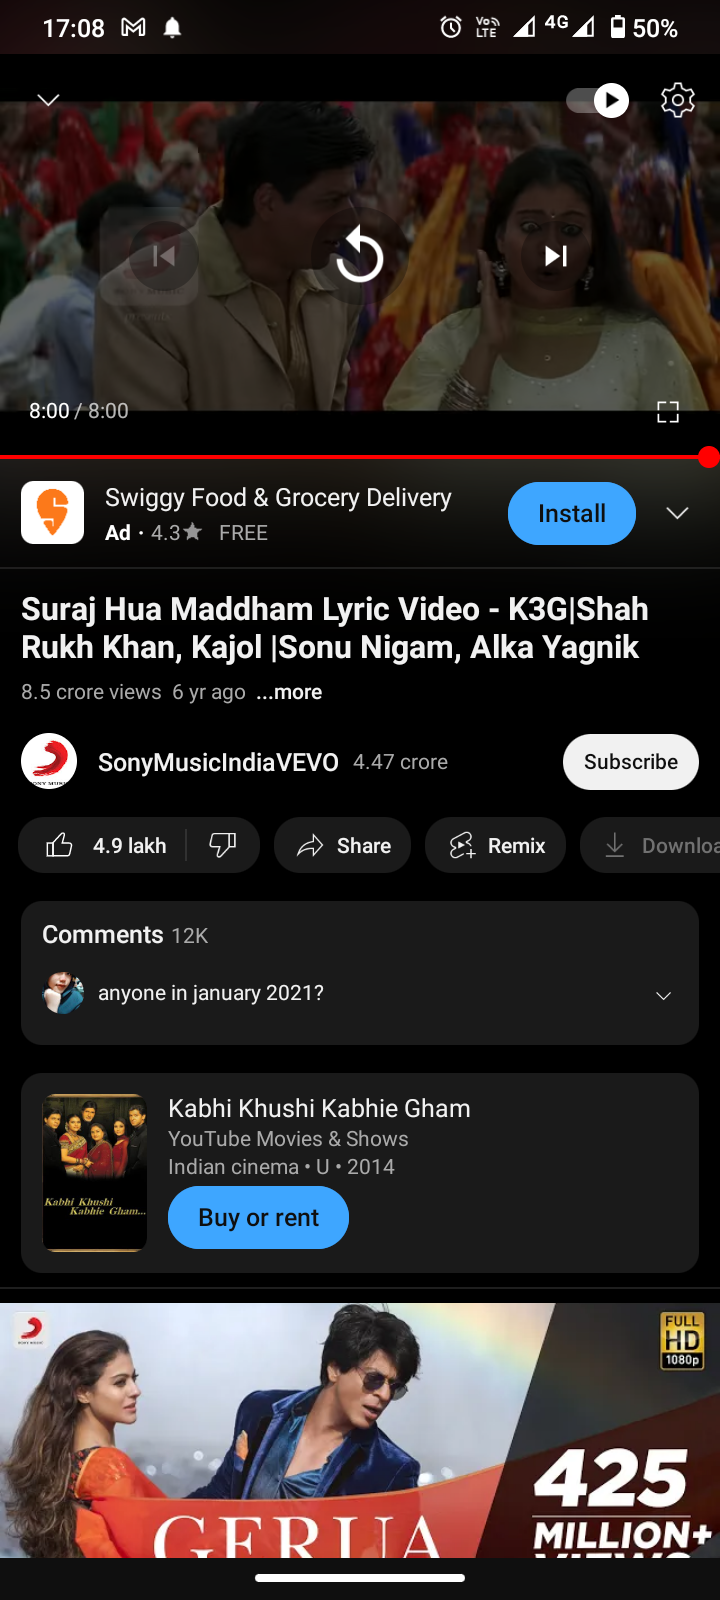 17:08
Vo
LTE
4G
50%
8:00 / 8:00
Swiggy Food & Grocery Delivery
Ad • 4.3★ FREE
Install
Suraj Hua Maddham Lyric Video - K3G|Shah
Rukh Khan, Kajol |Sonu Nigam, Alka Yagnik
8.5 crore views 6 yr ago ...more
SonyMusicIndiaVEVO 4.47 crore
Subscribe
4.9 lakh
Share
Remix
Downloa
Comments 12K
anyone in january 2021?
Kabhi Khushi Kabhie Gham
YouTube Movies & Shows
Indian cinema • U • 2014
Kabhi Khushi
Kabhie Gham...
Buy or rent
FULL
HD
1080p
425
MILLION+
VIEWS
GERUA